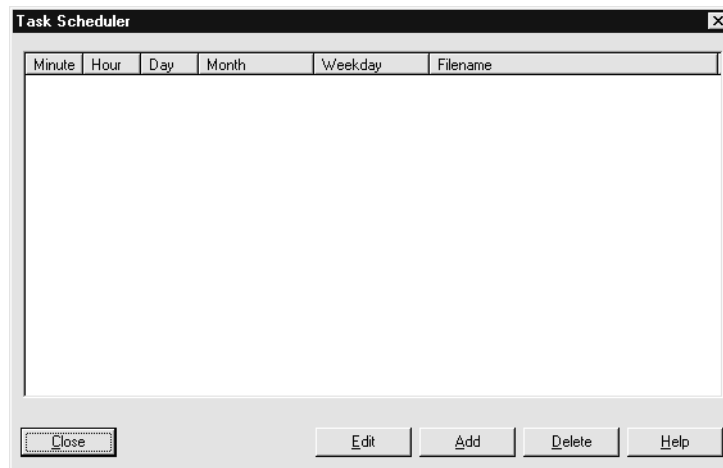 Task Scheduler
Minute Hour Day Month Weekday Filename
Close Edit Add Delete Help